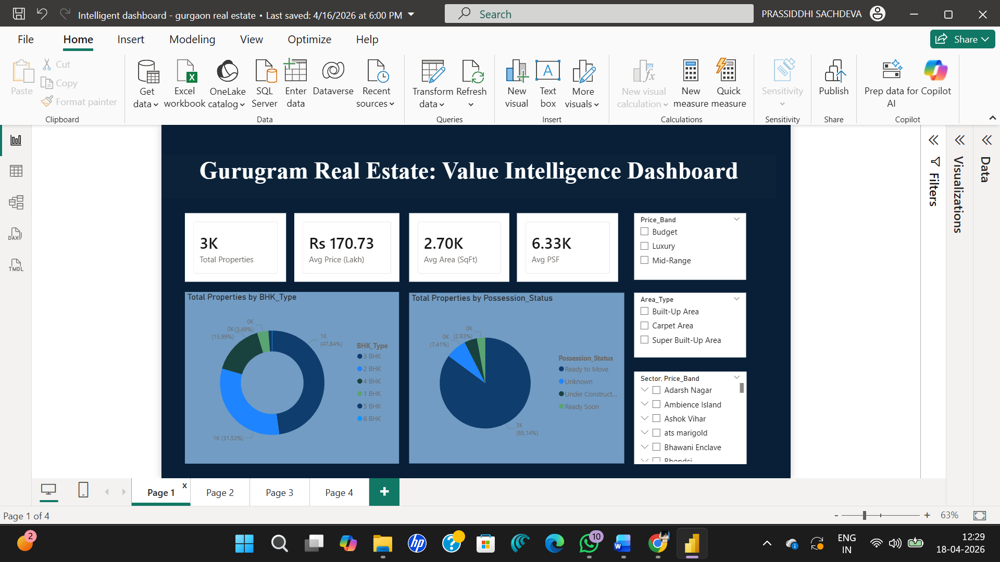 Intelligent dashboard - gurgaon real estate • Last saved: 4/16/2026 at 6:00 PM
Search
PRASSIDDHI SACHDEVA
File
Home
Insert
Modeling
View
Optimize
Help
Share
Paste
Cut
Copy
Format painter
Clipboard
Get data
Excel workbook
OneLake catalog
SQL Server
Enter data
Dataverse
Recent sources
Data
Transform data
Refresh
Queries
New visual
A
Text box
More visuals
Insert
New visual calculation
New measure
Quick measure
Calculations
Sensitivity
Sensitivity
Publish
Share
Prep data for AI
Copilot
Copilot
DAX
TMDL
Gurugram Real Estate: Value Intelligence Dashboard
3K
Total Properties
Rs 170.73
Avg Price (Lakh)
2.70K
Avg Area (SqFt)
6.33K
Avg PSF
Price_Band
Budget
Luxury
Mid-Range
Total Properties by BHK_Type
0K
(3.49%)
0K
(15.99%)
1K
(47.84%)
1K (31.52%)
BHK_Type
3 BHK
2 BHK
4 BHK
1 BHK
5 BHK
6 BHK
Total Properties by Possession_Status
0K
(2.93%)
0K
(7.41%)
3K
(85.14%)
Possession_Status
Ready to Move
Unknown
Under Construct...
Ready Soon
Area_Type
Built-Up Area
Carpet Area
Super Built-Up Area
Sector, Price_Band
Adarsh Nagar
Ambience Island
Ashok Vihar
ats marigold
Bhawani Enclave
Bhondsi
Filters
Visualizations
Data
Page 1
x
Page 2
Page 3
Page 4
+
Page 1 of 4
- + 63%
2
hp
10
ENG
IN
12:29
18-04-2026